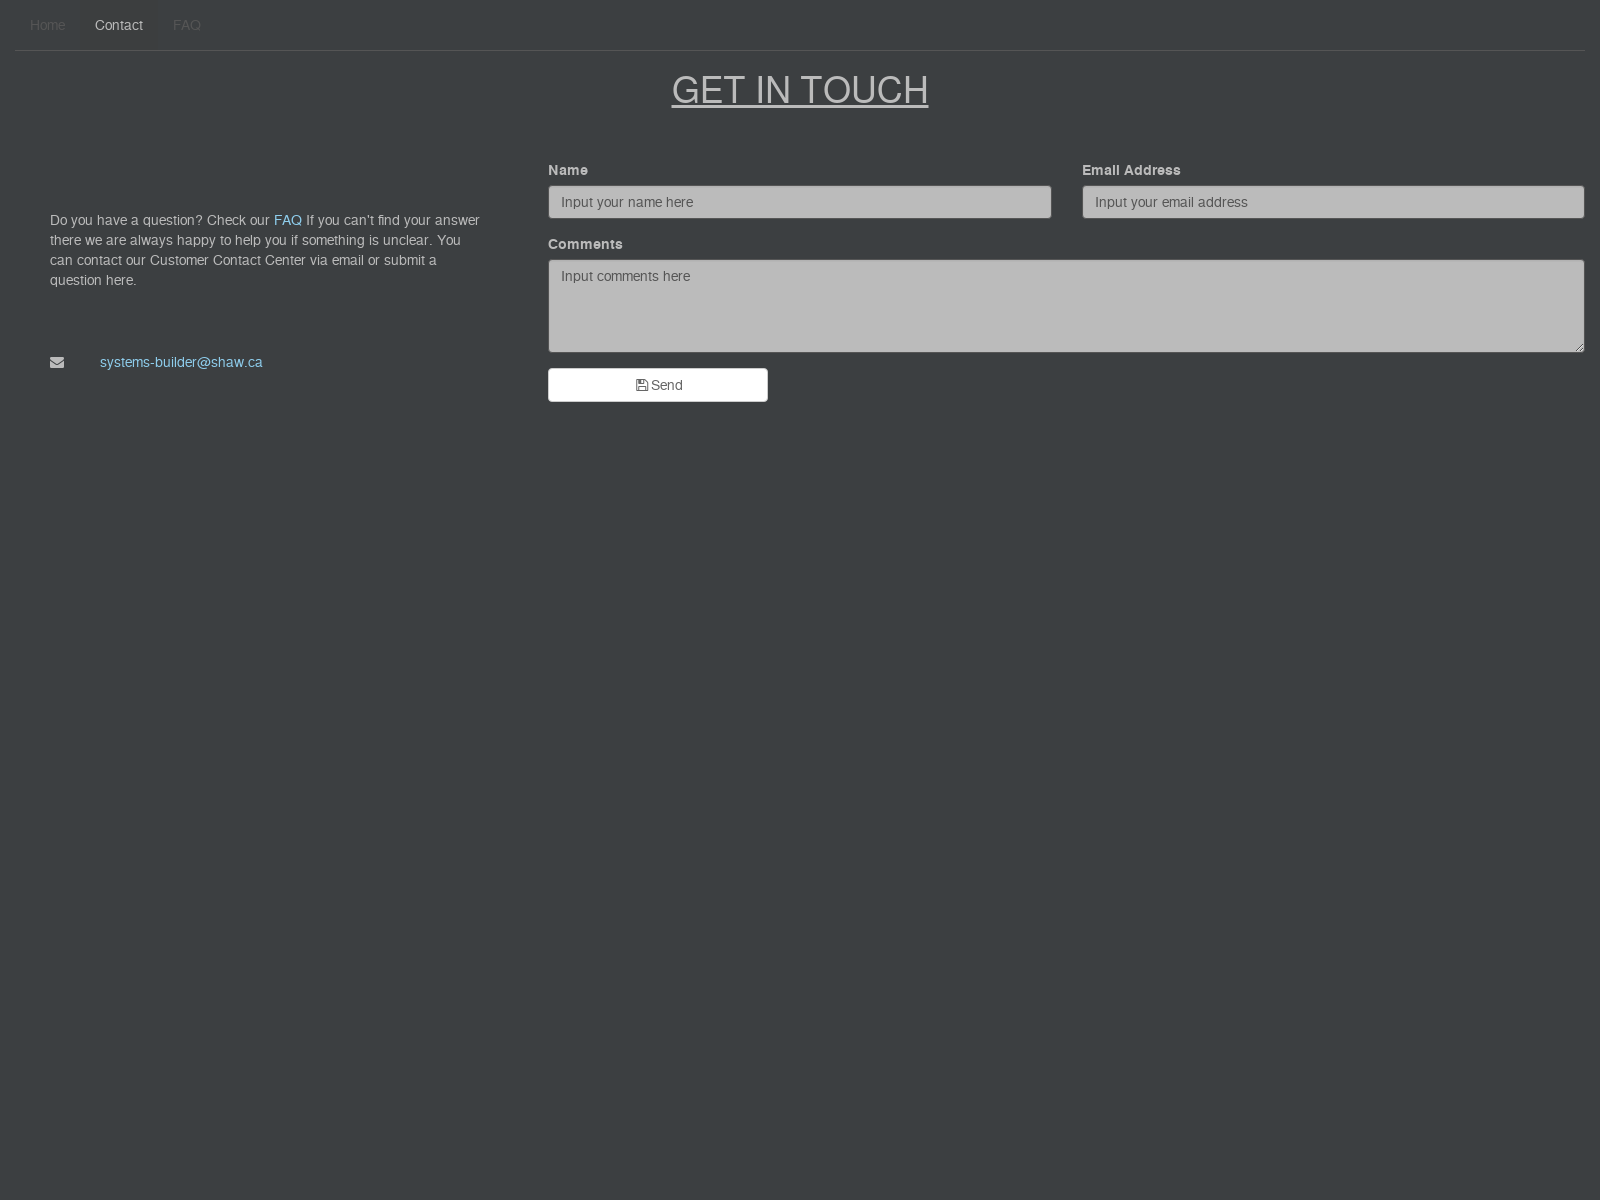 Home Contact FAQ
GET IN TOUCH
Do you have a question? Check our FAQ If you can't find your answer
there we are always happy to help you if something is unclear. You
can contact our Customer Contact Center via email or submit a
question here.
systems-builder@shaw.ca
Name
Input your name here
Email Address
Input your email address
Comments
Input comments here
Send